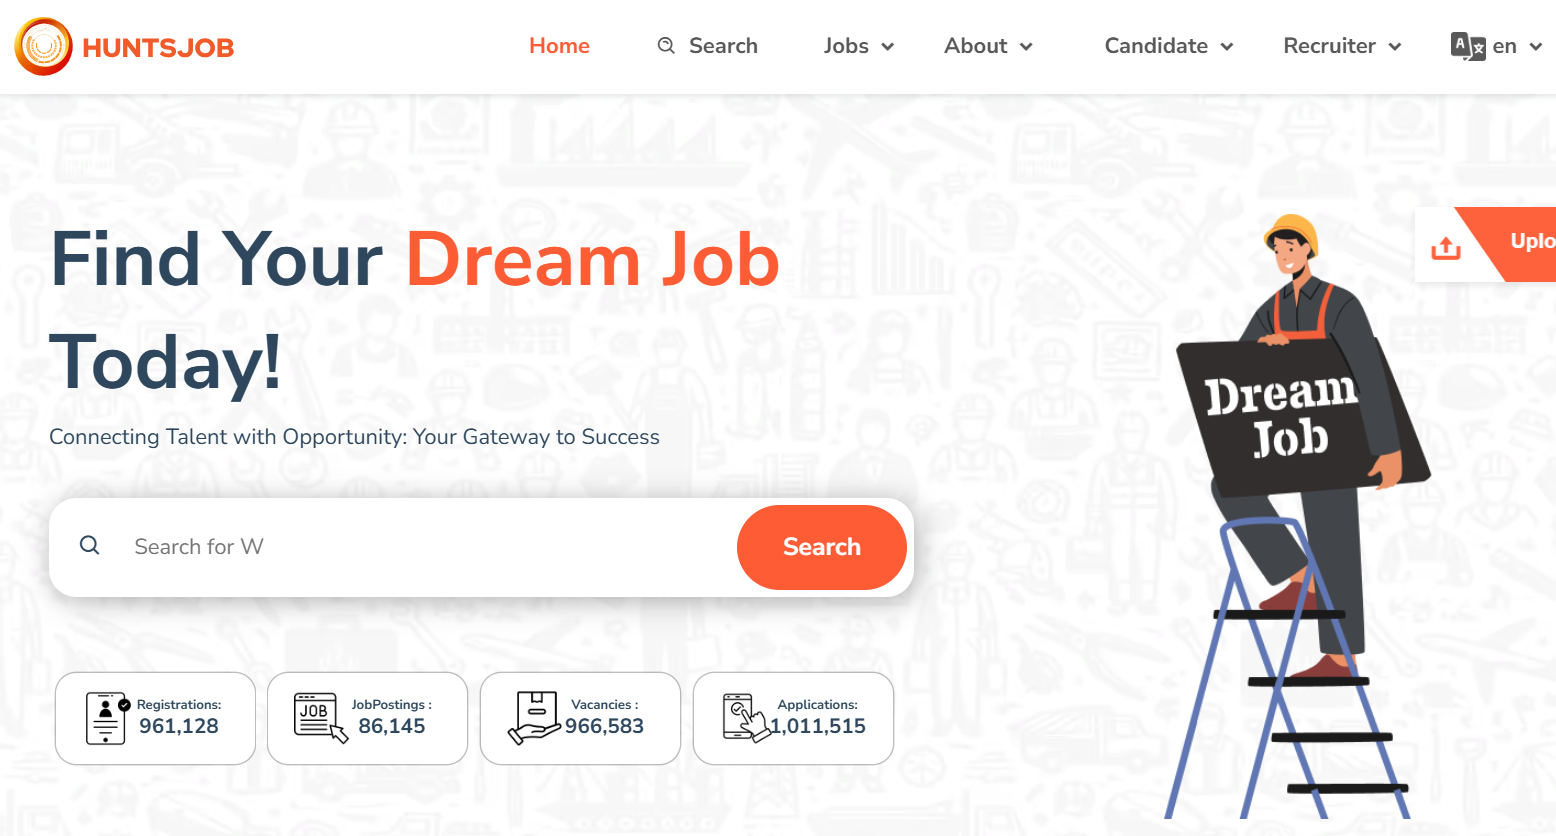 HUNTSJOB
Home
Search
Jobs
About
Candidate
Recruiter
A
en
Find Your Dream Job
Today!
Connecting Talent with Opportunity: Your Gateway to Success
Search for W
Search
Dream
Job
Registrations:
961,128
JOB
JobPostings :
86,145
Vacancies :
966,583
Applications:
1,011,515
Uplo